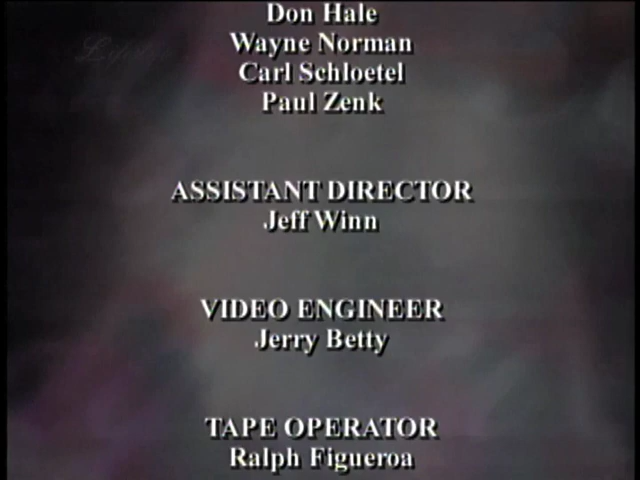 Don Hale
Wayne Norman
Carl Schloetel
Paul Zenk
ASSISTANT DIRECTOR
Jeff Winn
VIDEO ENGINEER
Jerry Betty
TAPE OPERATOR
Ralph Figueroa